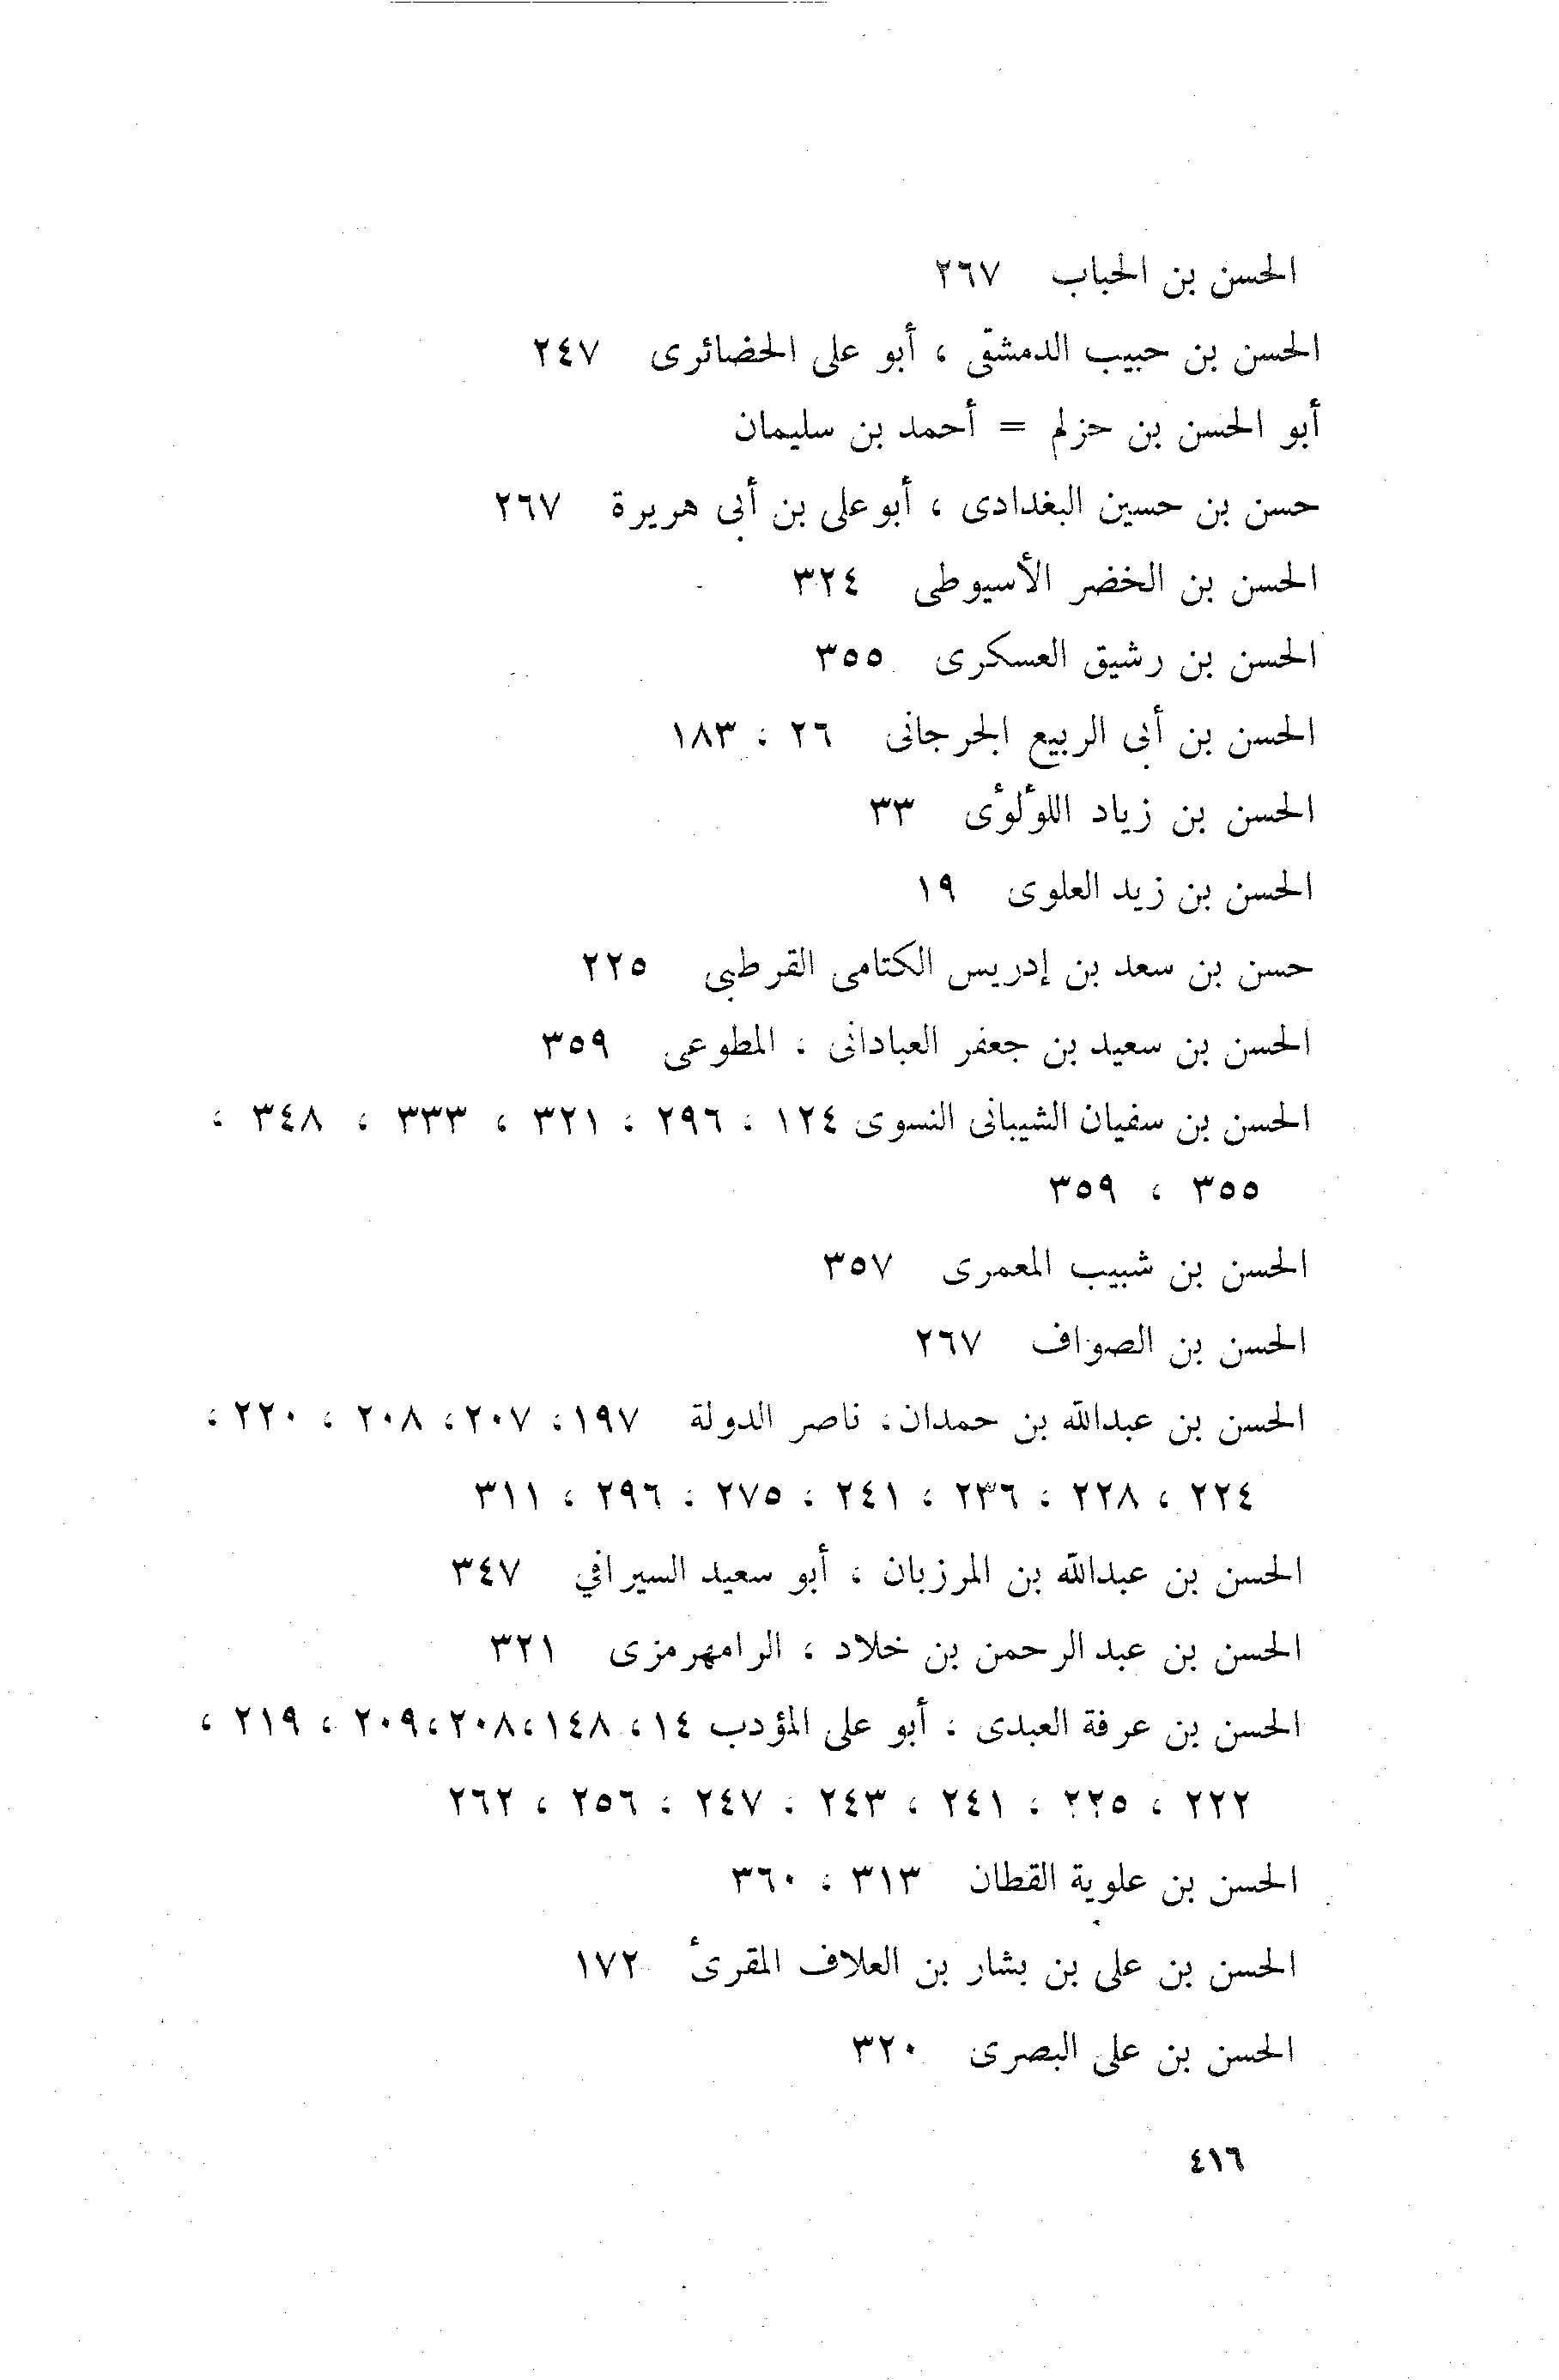 الحسن بن الحباب ٢٦٧
الحسن بن حبيب الدمشقى ، أبو على الحضائرى ٢٤٧
أبو الحسن بن حزلم = أحمد بن سليمان
حسن بن حسين البغدادى ، أبوعلى بن أبى هريرة ٢٦٧
الحسن بن الخضر الأسيوطى ٣٢٤
الحسن بن رشيق العسكرى ٣٥٥
الحسن بن أبى الربيع الجرجانى ٢٦ ، ١٨٣
الحسن بن زياد اللؤلؤى ٣٣
الحسن بن زيد العلوى ١٩
حسن بن سعد بن إدريس الكتامى القرطبى ٢٢٥
الحسن بن سعيد بن جعفر العبادانى ، المطوعى ٣٥٩
الحسن بن سفيان الشيبانى النسوى ١٢٤ ، ٢٩٦ ، ٣٢١ ، ٣٣٣ ، ٣٤٨ ،
٣٥٥ ، ٣٥٩
الحسن بن شبيب المعمرى ٣٥٧
الحسن بن الصواف ٢٦٧
الحسن بن عبدالله بن حمدان، ناصر الدولة ١٩٧، ٢٠٧، ٢٠٨ ، ٢٢٠ ،
٢٢٤ ، ٢٢٨ ، ٢٣٦ ، ٢٤١ ، ٢٧٥ ، ٢٩٦ ، ٣١١
الحسن بن عبدالله بن المرزبان ، أبو سعيد السيرافي ٣٤٧
الحسن بن عبد الرحمن بن خلاد ، الرامهرمزى ٣٢١
الحسن بن عرفة العبدى ، أبو على المؤدب ١٤، ١٤٨،٢٠٨،٢٠٩ ، ٢١٩ ،
٢٢٢ ، ٢٢٥ ، ٢٤١ ، ٢٤٣ ، ٢٤٧ ، ٢٥٦ ، ٢٦٢
الحسن بن علوية القطان ٣١٣ ، ٣٦٠
الحسن بن على بن بشار بن العلاف المقرئ ١٧٢
الحسن بن على البصرى ٣٢٠
٤١٦